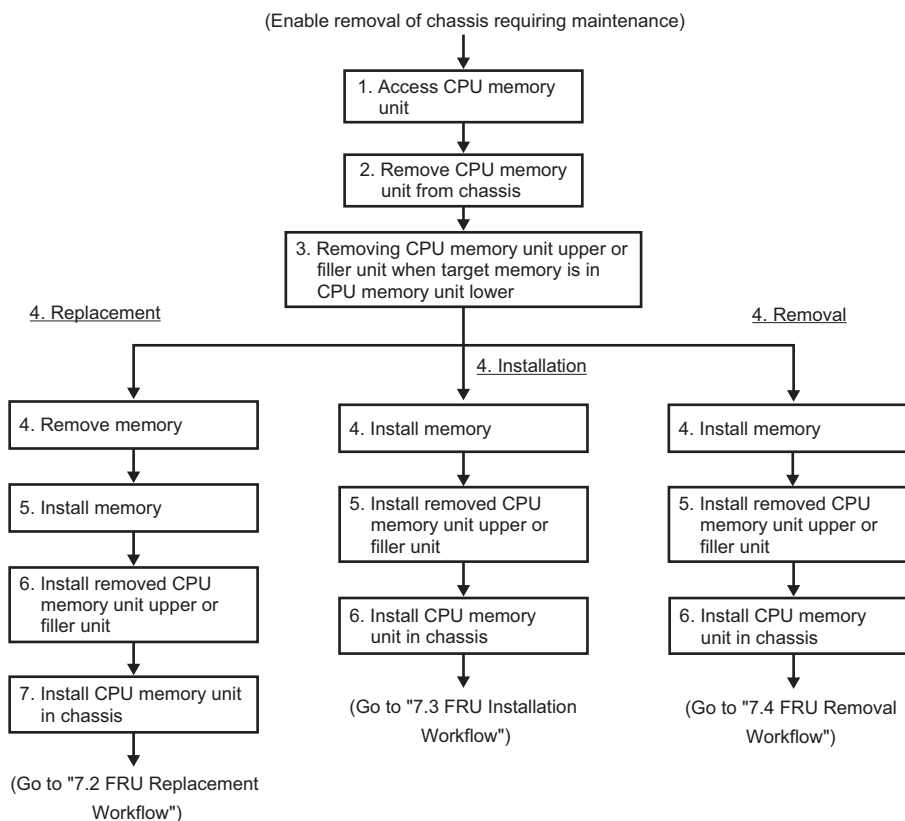 (Enable removal of chassis requiring maintenance)
1. Access CPU memory
unit
2. Remove CPU memory
unit from chassis
3. Removing CPU memory unit upper or
filler unit when target memory is in
CPU memory unit lower
4. Replacement
4. Remove memory
5. Install memory
6. Install removed CPU
memory unit upper or
filler unit
7. Install CPU memory unit
in chassis
(Go to "7.2 FRU Replacement
Workflow")
4. Installation
4. Install memory
5. Install removed CPU
memory unit upper or
filler unit
6. Install CPU memory
unit in chassis
(Go to "7.3 FRU Installation
Workflow")
4. Removal
4. Install memory
5. Install removed CPU
memory unit upper or
filler unit
6. Install CPU memory
unit in chassis
(Go to "7.4 FRU Removal
Workflow")